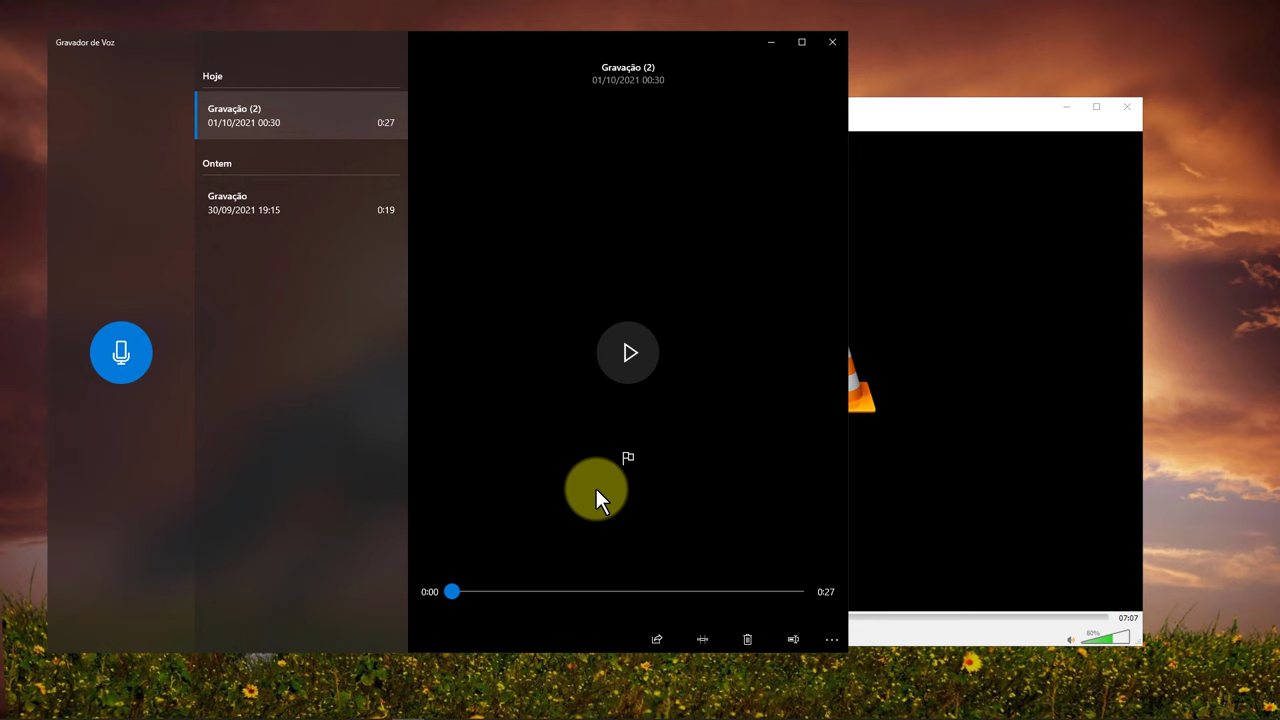 Gravador de Voz
Hoje
Gravação (2)
01/10/2021 00:30
0:27
Ontem
Gravação
30/09/2021 19:15
0:19
Gravação (2)
01/10/2021 00:30
0:00
0:27
07:07
80%